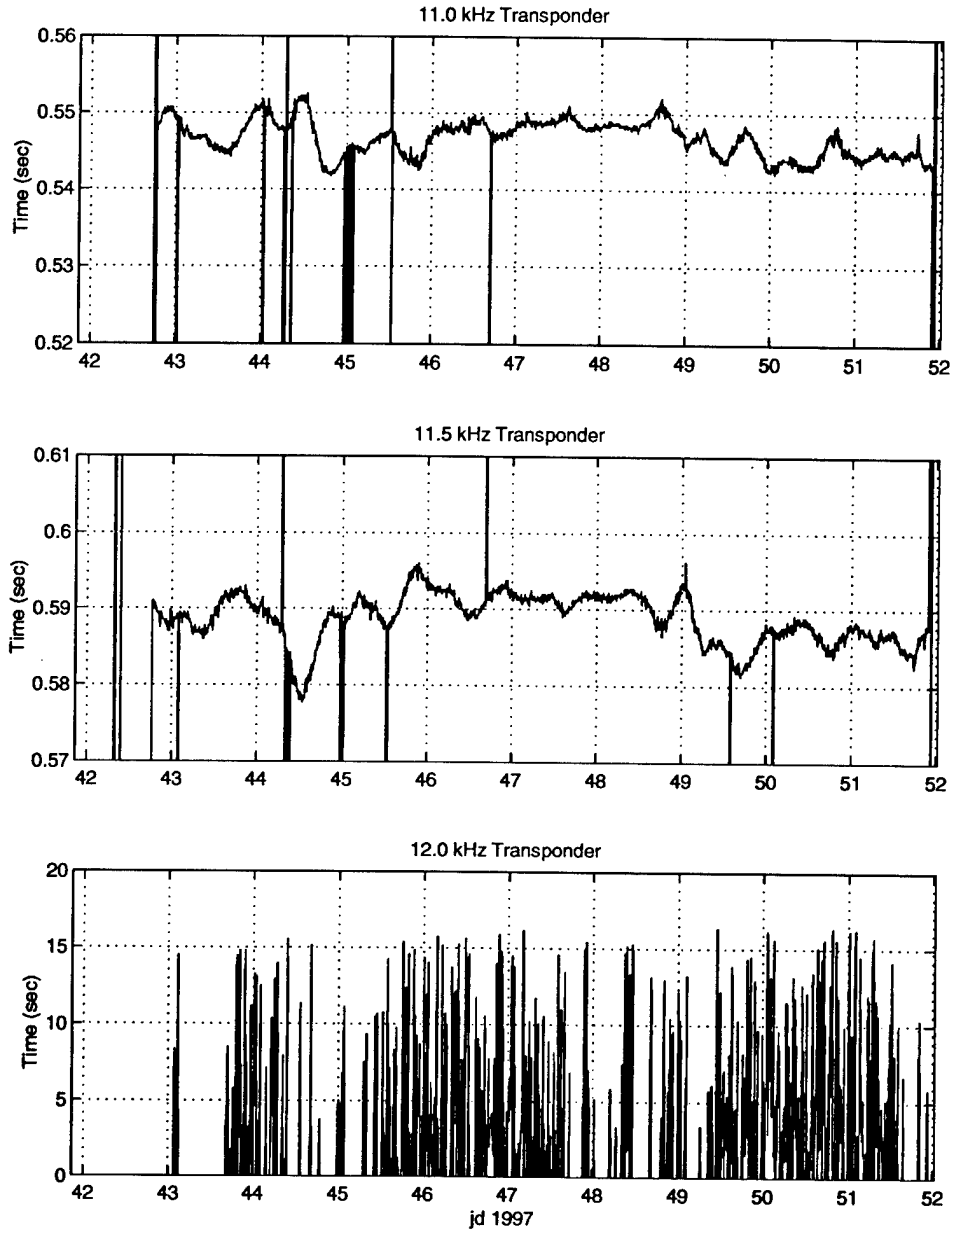 11.0 kHz Transponder
0.56
0.55
0.54
0.53
0.52
Time (sec)
42 43 44 45 46 47 48 49 50 51 52
11.5 kHz Transponder
0.61
0.6
0.59
0.58
0.57
Time (sec)
42 43 44 45 46 47 48 49 50 51 52
12.0 kHz Transponder
20
15
10
5
0
Time (sec)
42 43 44 45 46 47 48 49 50 51 52
jd 1997